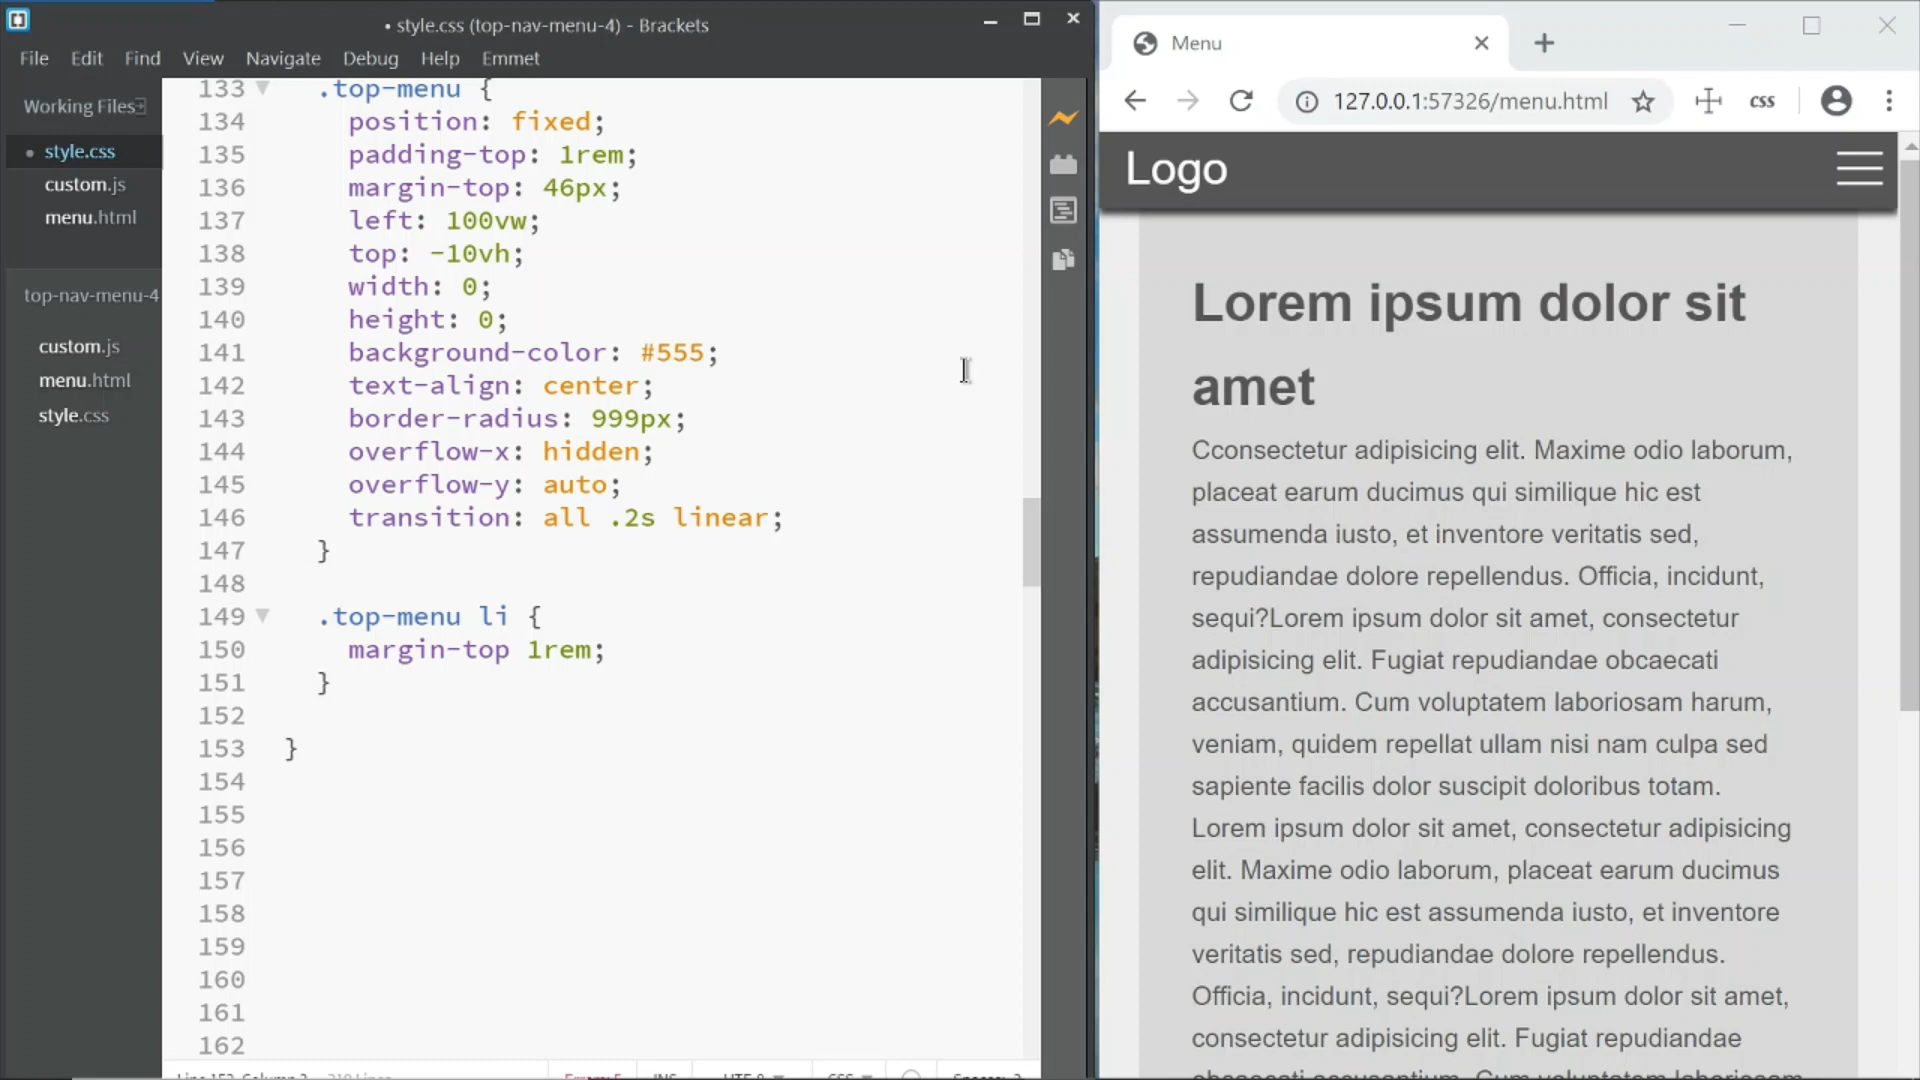 style.css (top-nav-menu-4) - Brackets
File Edit Find View Navigate Debug Help Emmet
Working Files
style.css
custom.js
menu.html
top-nav-menu-4
custom.js
menu.html
style.css
133 .top-menu {
134 position: fixed;
135 padding-top: 1rem;
136 margin-top: 46px;
137 left: 100vw;
138 top: -10vh;
139 width: 0;
140 height: 0;
141 background-color: #555;
142 text-align: center;
143 border-radius: 999px;
144 overflow-x: hidden;
145 overflow-y: auto;
146 transition: all .2s linear;
147 }
148
149 .top-menu li {
150 margin-top 1rem;
151 }
152
153 }
154
155
156
157
158
159
160
161
162
Menu
127.0.0.1:57326/menu.html
css
Logo
Lorem ipsum dolor sit
amet
Cconsectetur adipisicing elit. Maxime odio laborum,
placeat earum ducimus qui similique hic est
assumenda iusto, et inventore veritatis sed,
repudiandae dolore repellendus. Officia, incidunt,
sequi?Lorem ipsum dolor sit amet, consectetur
adipisicing elit. Fugiat repudiandae obcaecati
accusantium. Cum voluptatem laboriosam harum,
veniam, quidem repellat ullam nisi nam culpa sed
sapiente facilis dolor suscipit doloribus totam.
Lorem ipsum dolor sit amet, consectetur adipisicing
elit. Maxime odio laborum, placeat earum ducimus
qui similique hic est assumenda iusto, et inventore
veritatis sed, repudiandae dolore repellendus.
Officia, incidunt, sequi?Lorem ipsum dolor sit amet,
consectetur adipisicing elit. Fugiat repudiandae